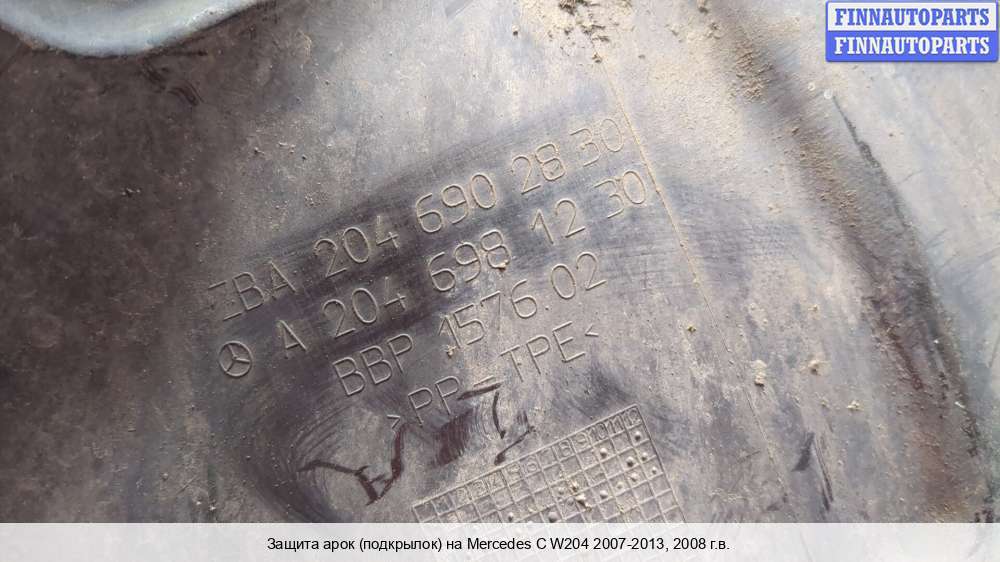 FINNAUTOPARTS
FINNAUTOPARTS
ZBA 204 690 28 30
A 204 698 12 30
BBP 1576.02
>PP-TPE<
Защита арок (подкрылок) на Mercedes C W204 2007-2013, 2008 г.в.